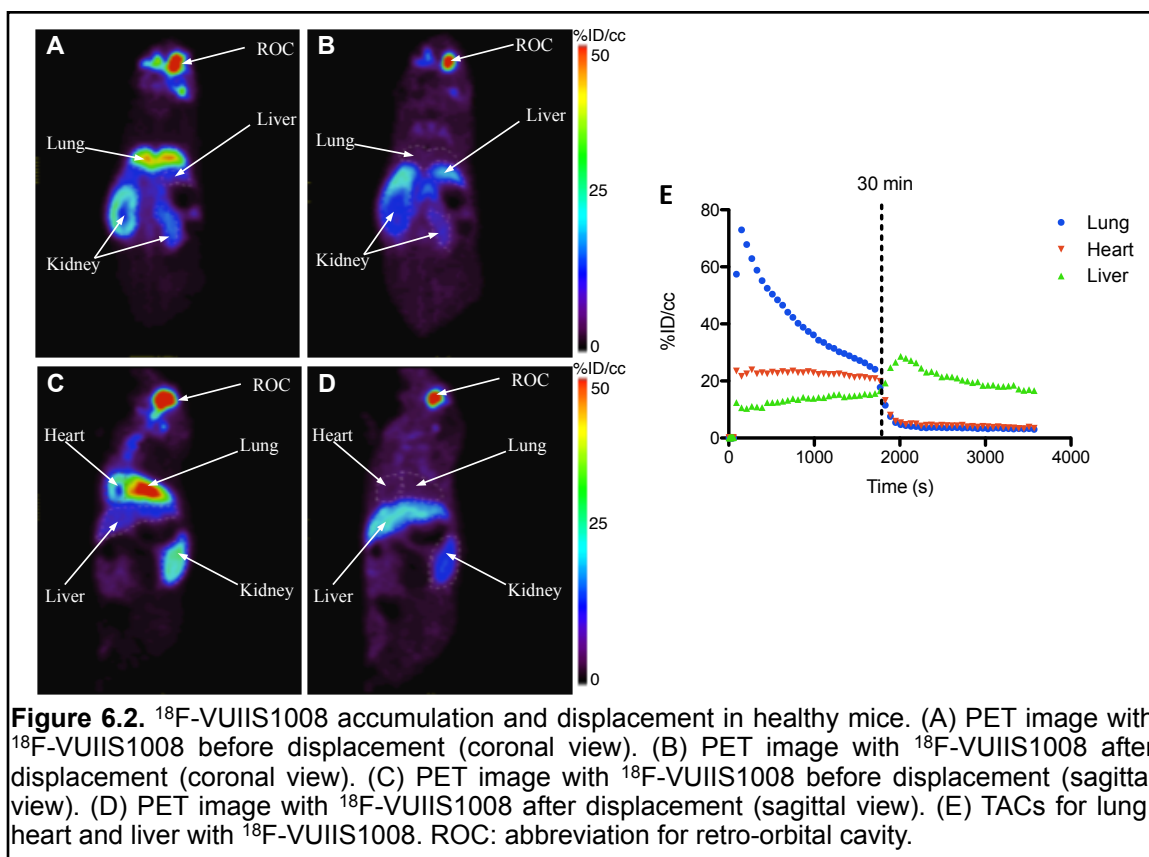 A
B
%ID/cc
50
25
0
ROC
Liver
Lung
Kidney
ROC
Liver
Lung
Kidney
C
D
%ID/cc
50
25
0
ROC
Heart
Lung
Liver
Kidney
ROC
Heart
Lung
Liver
Kidney
E
30 min
80
60
40
20
0
%ID/cc
0
1000
2000
3000
4000
Time (s)
Lung
Heart
Liver
Figure 6.2. ¹⁸F-VUIIS1008 accumulation and displacement in healthy mice. (A) PET image with
¹⁸F-VUIIS1008 before displacement (coronal view). (B) PET image with ¹⁸F-VUIIS1008 after
displacement (coronal view). (C) PET image with ¹⁸F-VUIIS1008 before displacement (sagittal
view). (D) PET image with ¹⁸F-VUIIS1008 after displacement (sagittal view). (E) TACs for lung
heart and liver with ¹⁸F-VUIIS1008. ROC: abbreviation for retro-orbital cavity.